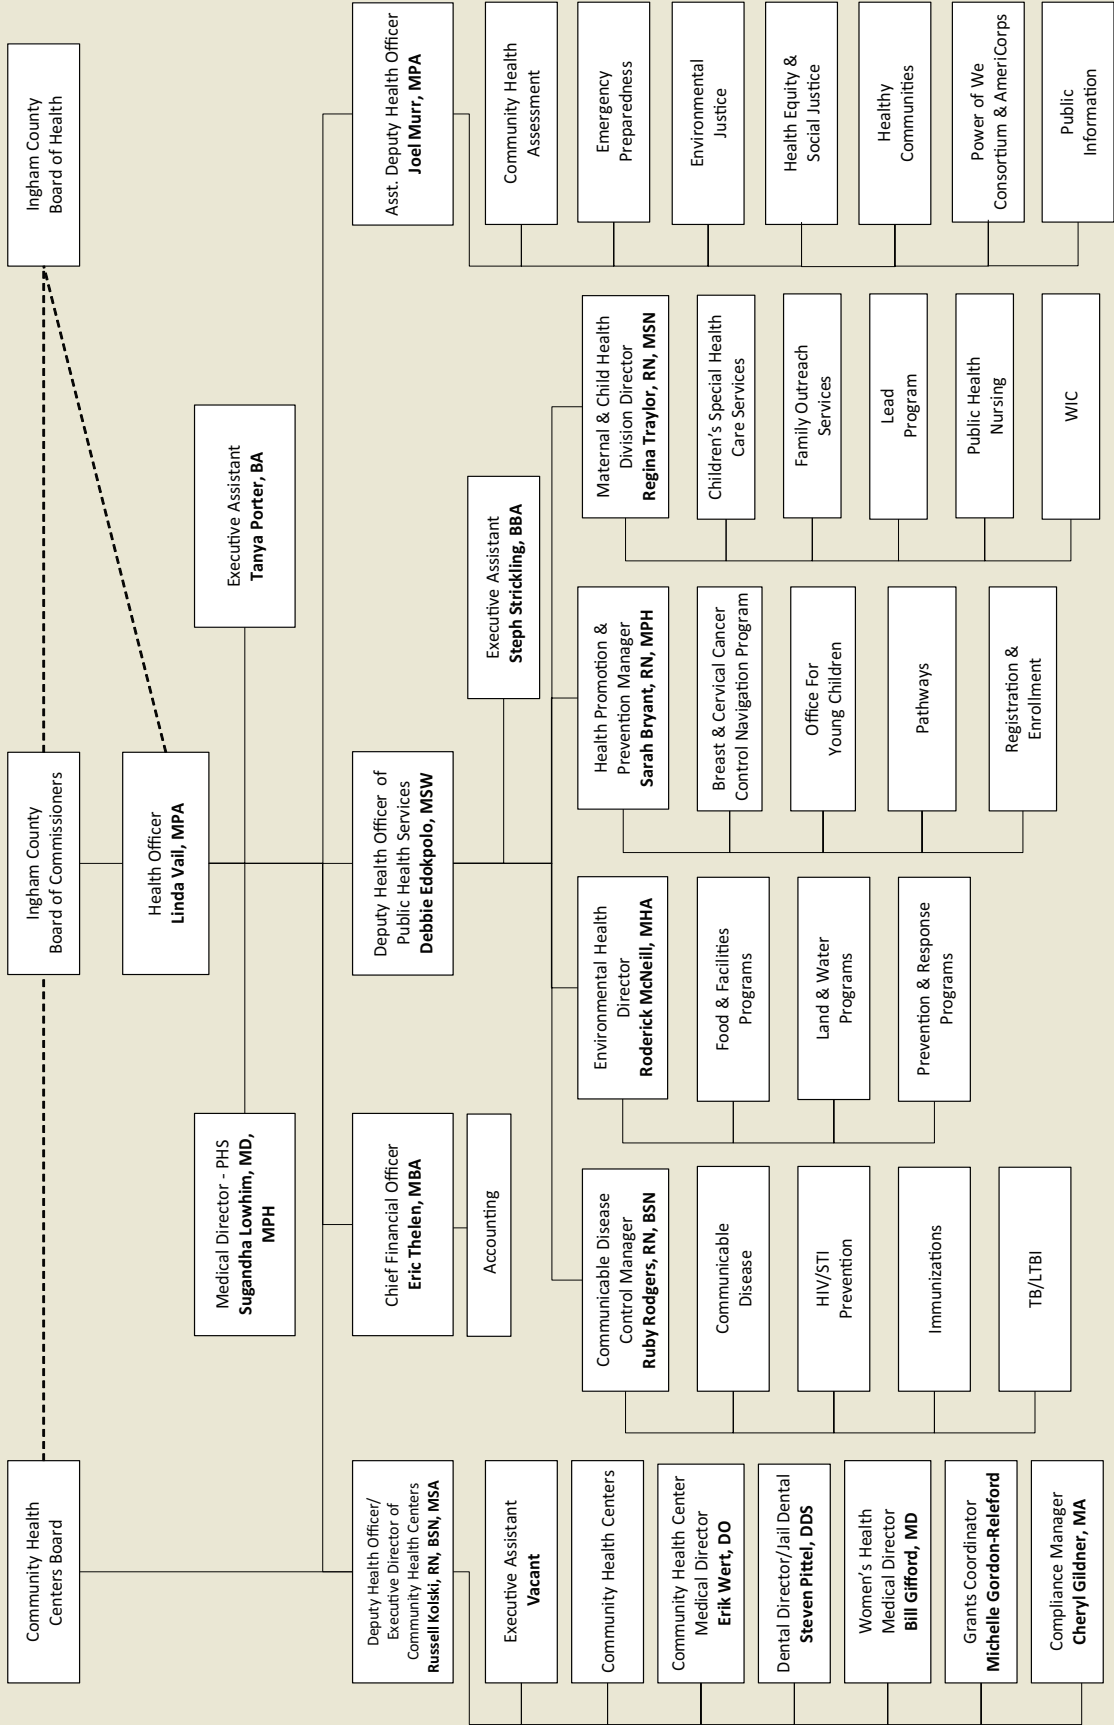 Community Health
Centers Board
Ingham County
Board of Commissioners
Ingham County
Board of Health
Health Officer
Linda Vail, MPA
Medical Director - PHS
Sugandha Lowhim, MD,
MPH
Executive Assistant
Tanya Porter, BA
Deputy Health Officer/
Executive Director of
Community Health Centers
Russell Kolski, RN, BSN, MSA
Chief Financial Officer
Eric Thelen, MBA
Deputy Health Officer of
Public Health Services
Debbie Edokpolo, MSW
Asst. Deputy Health Officer
Joel Murr, MPA
Accounting
Executive Assistant
Steph Strickling, BBA
Executive Assistant
Vacant
Community Health Centers
Community Health Center
Medical Director
Erik Wert, DO
Dental Director/Jail Dental
Steven Pittel, DDS
Women's Health
Medical Director
Bill Gifford, MD
Grants Coordinator
Michelle Gordon-Releford
Compliance Manager
Cheryl Gildner, MA
Communicable Disease
Control Manager
Ruby Rodgers, RN, BSN
Communicable
Disease
HIV/STI
Prevention
Immunizations
TB/LTBI
Environmental Health
Director
Roderick McNeill, MHA
Food & Facilities
Programs
Land & Water
Programs
Prevention & Response
Programs
Health Promotion &
Prevention Manager
Sarah Bryant, RN, MPH
Breast & Cervical Cancer
Control Navigation Program
Office For
Young Children
Pathways
Registration &
Enrollment
Maternal & Child Health
Division Director
Regina Traylor, RN, MSN
Children's Special Health
Care Services
Family Outreach
Services
Lead
Program
Public Health
Nursing
WIC
Community Health
Assessment
Emergency
Preparedness
Environmental
Justice
Health Equity &
Social Justice
Healthy
Communities
Power of We
Consortium & AmeriCorps
Public
Information